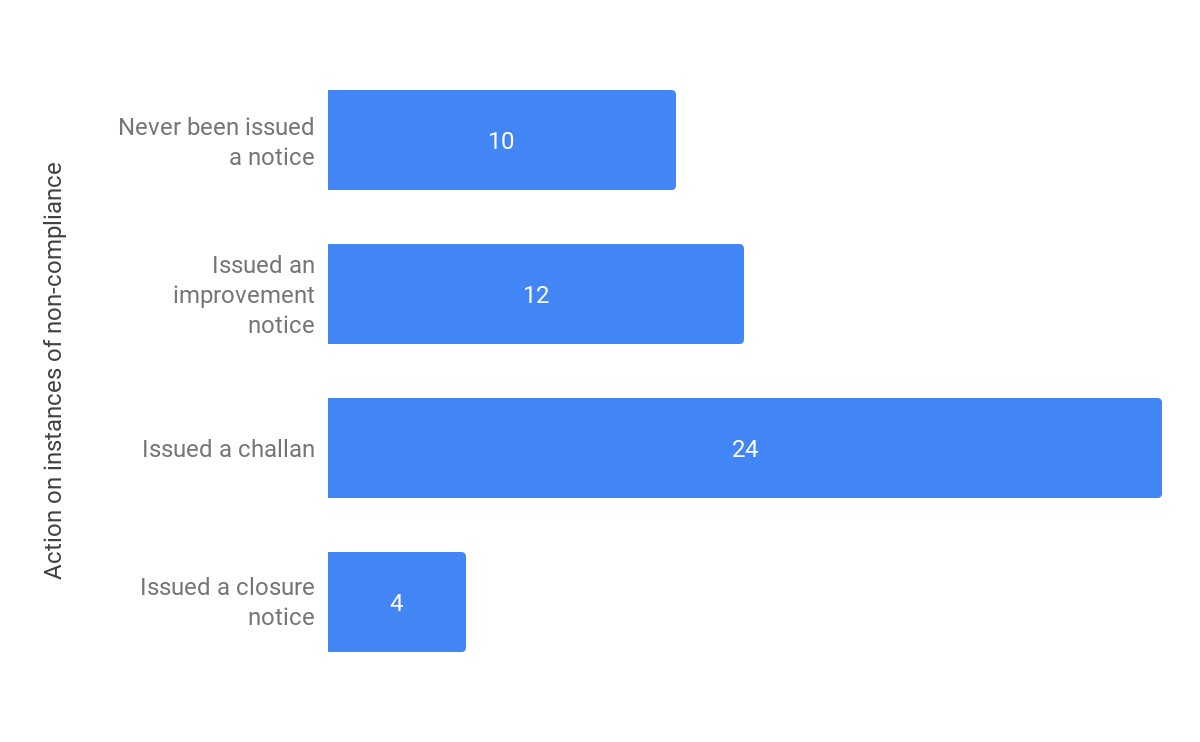 Action on instances of non-compliance
Never been issued
a notice
10
Issued an
improvement
notice
12
Issued a challan
24
Issued a closure
notice
4